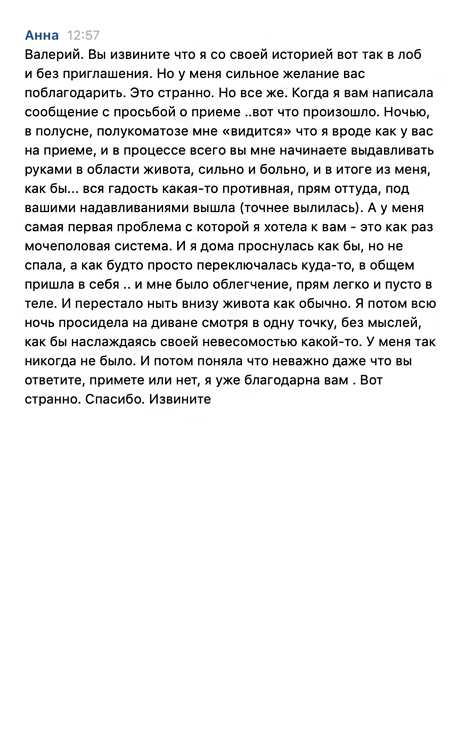 Анна 12:57
Валерий. Вы извините что я со своей историей вот так в лоб
и без приглашения. Но у меня сильное желание вас
поблагодарить. Это странно. Но все же. Когда я вам написала
сообщение с просьбой о приеме ..вот что произошло. Ночью,
в полусне, полукоматозе мне «видится» что я вроде как у вас
на приеме, и в процессе всего вы мне начинаете выдавливать
руками в области живота, сильно и больно, и в итоге из меня,
как бы... вся гадость какая-то противная, прям оттуда, под
вашими надавливаниями вышла (точнее вылилась). А у меня
самая первая проблема с которой я хотела к вам - это как раз
мочеполовая система. И я дома проснулась как бы, но не
спала, а как будто просто переключалась куда-то, в общем
пришла в себя .. и мне было облегчение, прям легко и пусто в
теле. И перестало ныть внизу живота как обычно. Я потом всю
ночь просидела на диване смотря в одну точку, без мыслей,
как бы наслаждаясь своей невесомостью какой-то. У меня так
никогда не было. И потом поняла что неважно даже что вы
ответите, примете или нет, я уже благодарна вам . Вот
странно. Спасибо. Извините